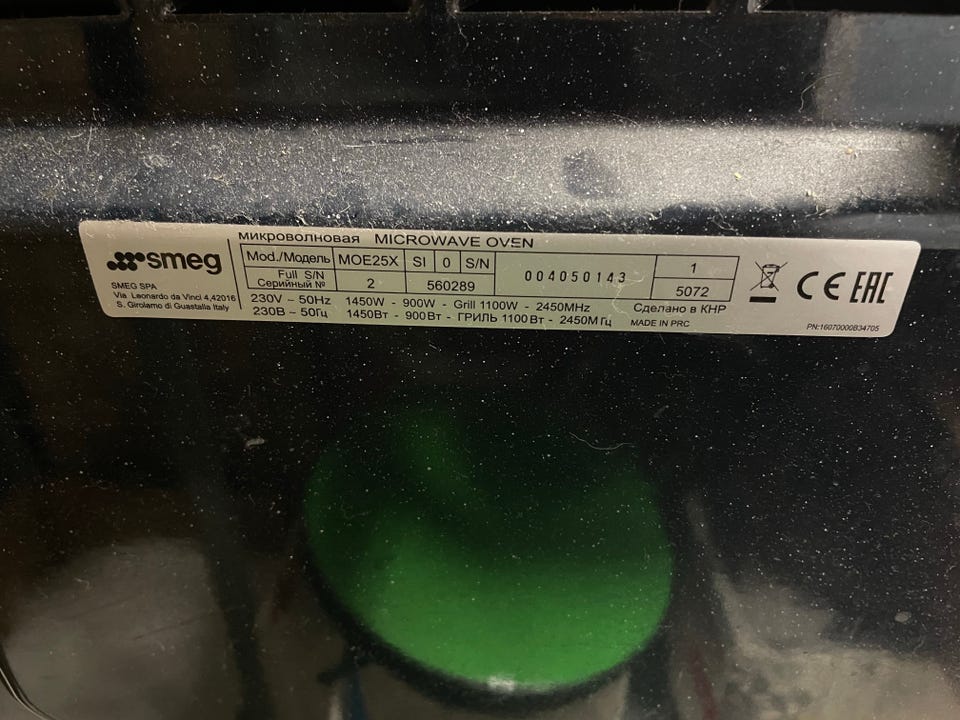 микроволновая MICROWAVE OVEN
smeg
SMEG SPA
Via Leonardo da Vinci 4,42016
S. Girolamo di Guastalla Italy
Mod./Модель MOE25X SI 0 S/N 004050143 1
Full S/N
Серийный № 2 560289 5072
230V ~ 50Hz 1450W - 900W - Grill 1100W - 2450MHz Сделано в КНР
230В ~ 50Гц 1450Вт - 900Вт - ГРИЛЬ 1100Вт - 2450МГц MADE IN PRC
CE EAC
PN:16070000B34705